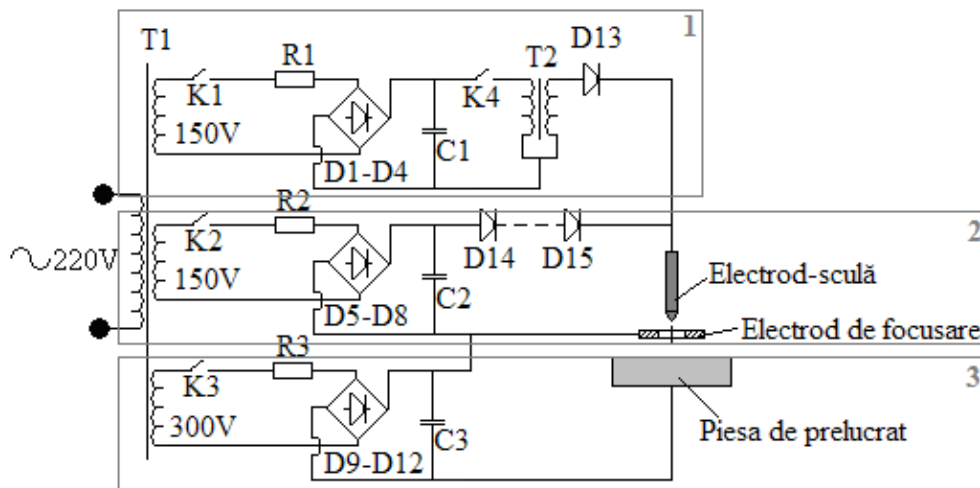 1
T1
R1
T2
D13
K1
K4
150V
C1
D1-D4
R2
2
K2
D14
D15
~220V
150V
C2
Electrod-sculă
D5-D8
Electrod de focusare
R3
3
K3
300V
C3
Piesa de prelucrat
D9-D12